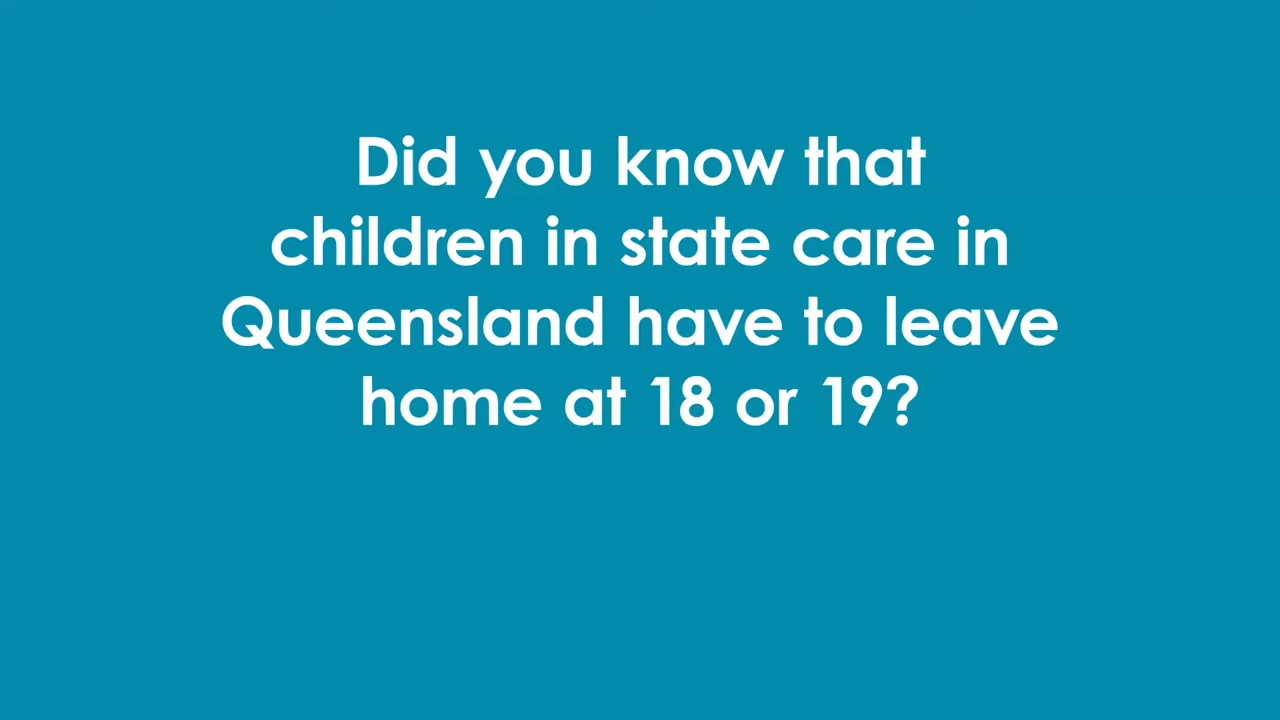 Did you know that
children in state care in
Queensland have to leave
home at 18 or 19?